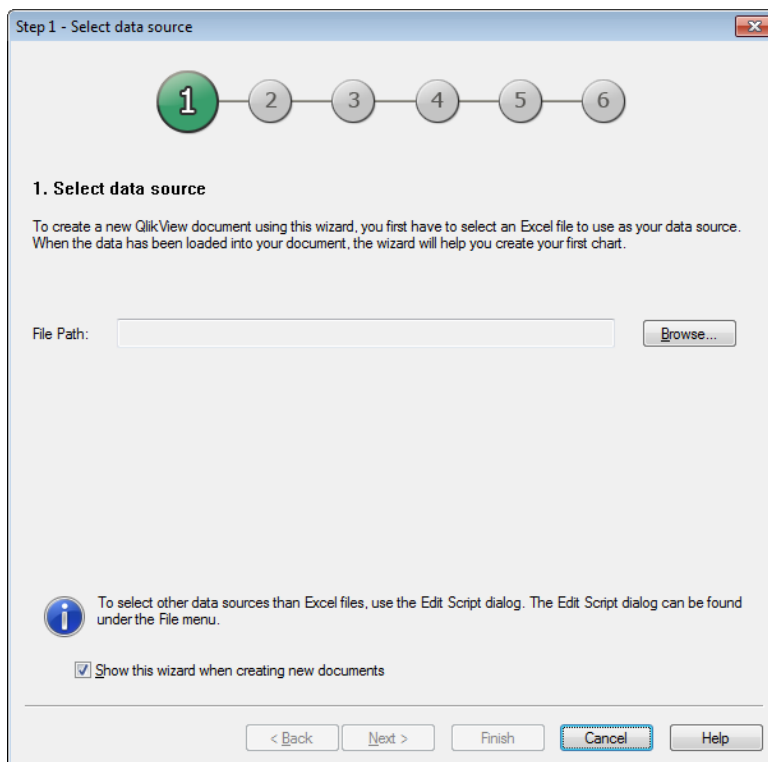 Step 1 - Select data source
1 2 3 4 5 6
1. Select data source
To create a new QlikView document using this wizard, you first have to select an Excel file to use as your data source.
When the data has been loaded into your document, the wizard will help you create your first chart.
File Path:
Browse...
To select other data sources than Excel files, use the Edit Script dialog. The Edit Script dialog can be found
under the File menu.
Show this wizard when creating new documents
< Back Next > Finish Cancel Help